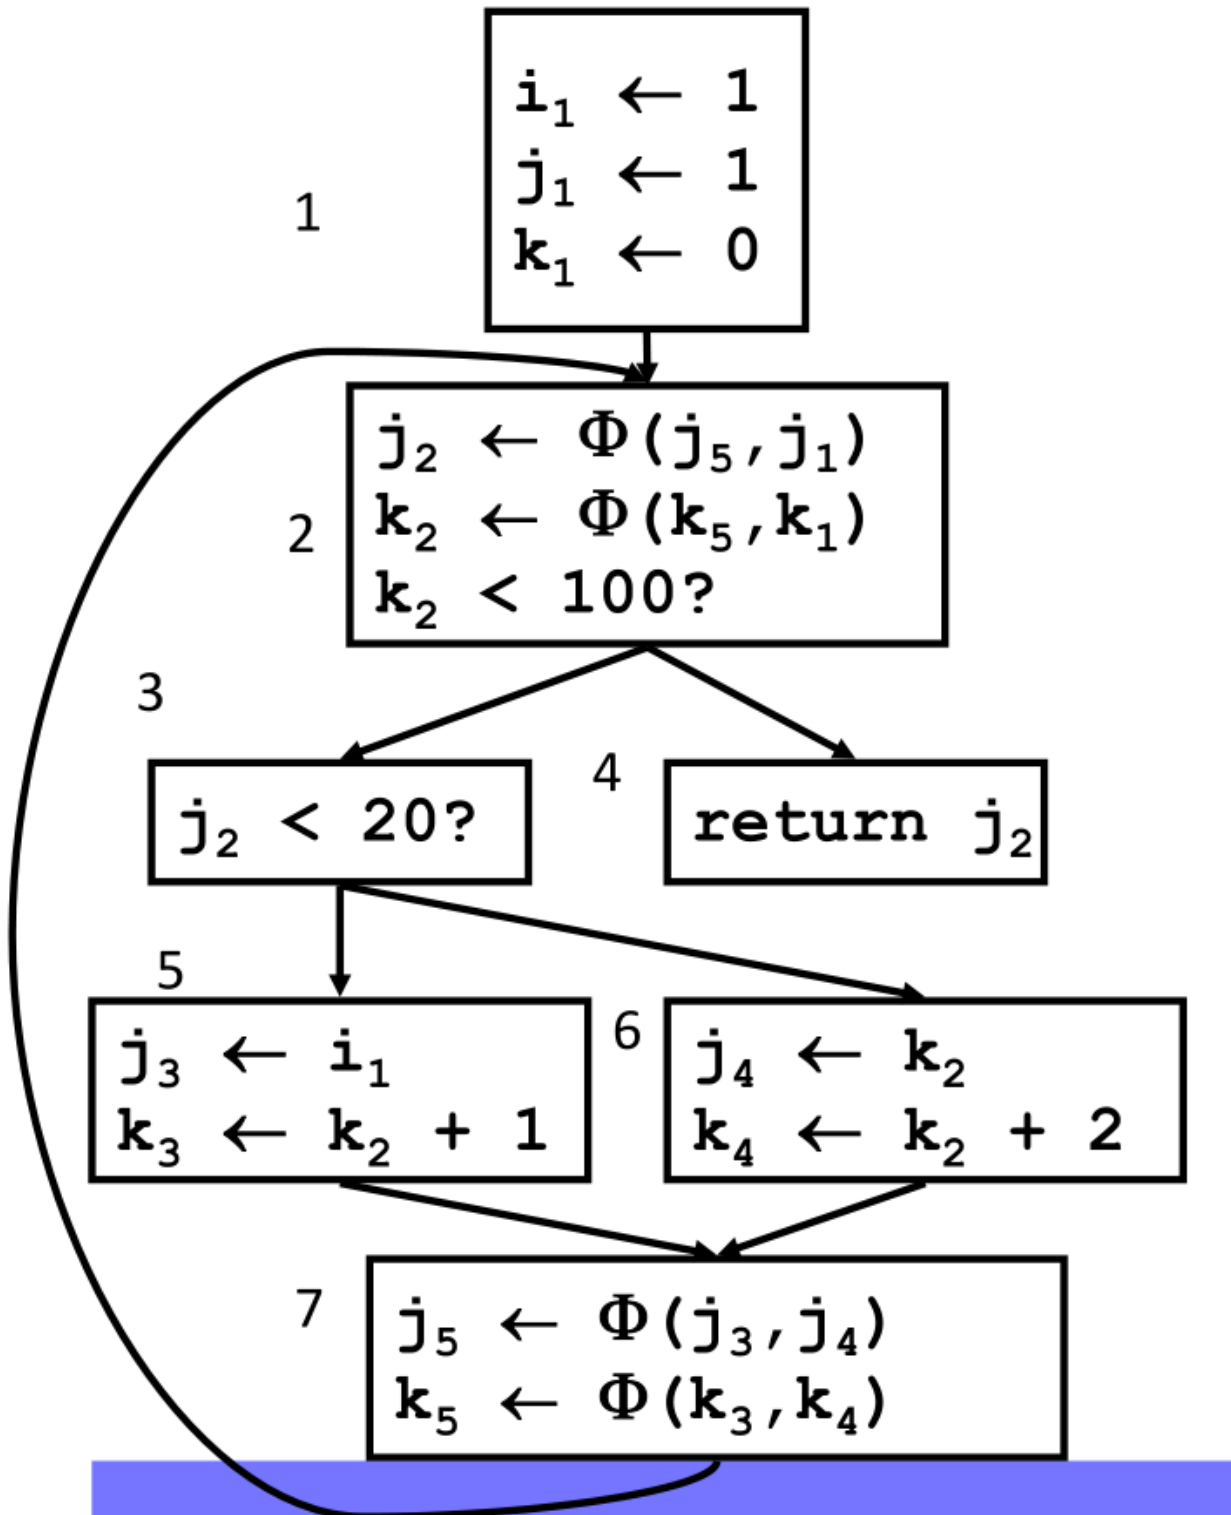 i₁ ← 1
j₁ ← 1
1
k₁ ← 0
j₂ ← Φ(j₅,j₁)
2
k₂ ← Φ(k₅,k₁)
k₂ < 100?
3
j₂ < 20?
4
return j₂
5
j₃ ← i₁
k₃ ← k₂ + 1
6
j₄ ← k₂
k₄ ← k₂ + 2
7
j₅ ← Φ(j₃,j₄)
k₅ ← Φ(k₃,k₄)